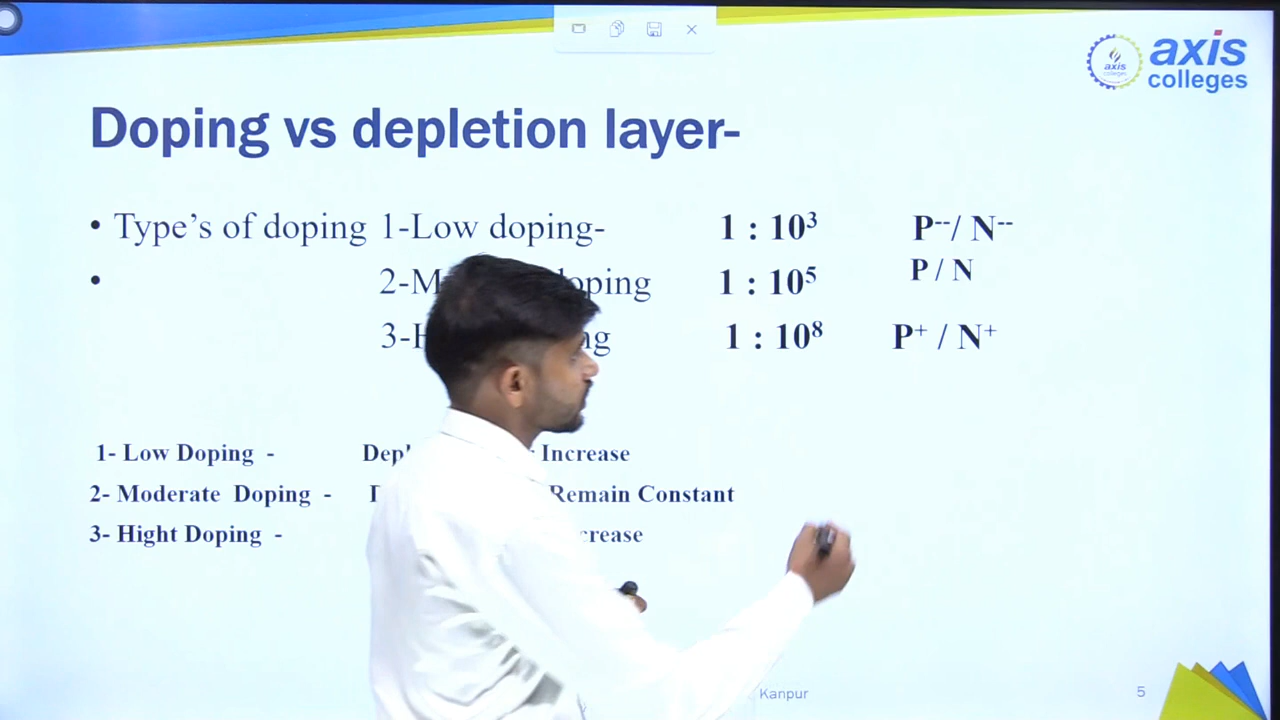 axis
colleges
axis
colleges
Doping vs depletion layer-
• Type’s of doping 1-Low doping- 1 : 10³ P--/ N--
• 2-M oping 1 : 10⁵ P / N
3-H ng 1 : 10⁸ P⁺ / N⁺
1- Low Doping - Dep Increase
2- Moderate Doping - Remain Constant
3- Hight Doping - crease
Kanpur 5